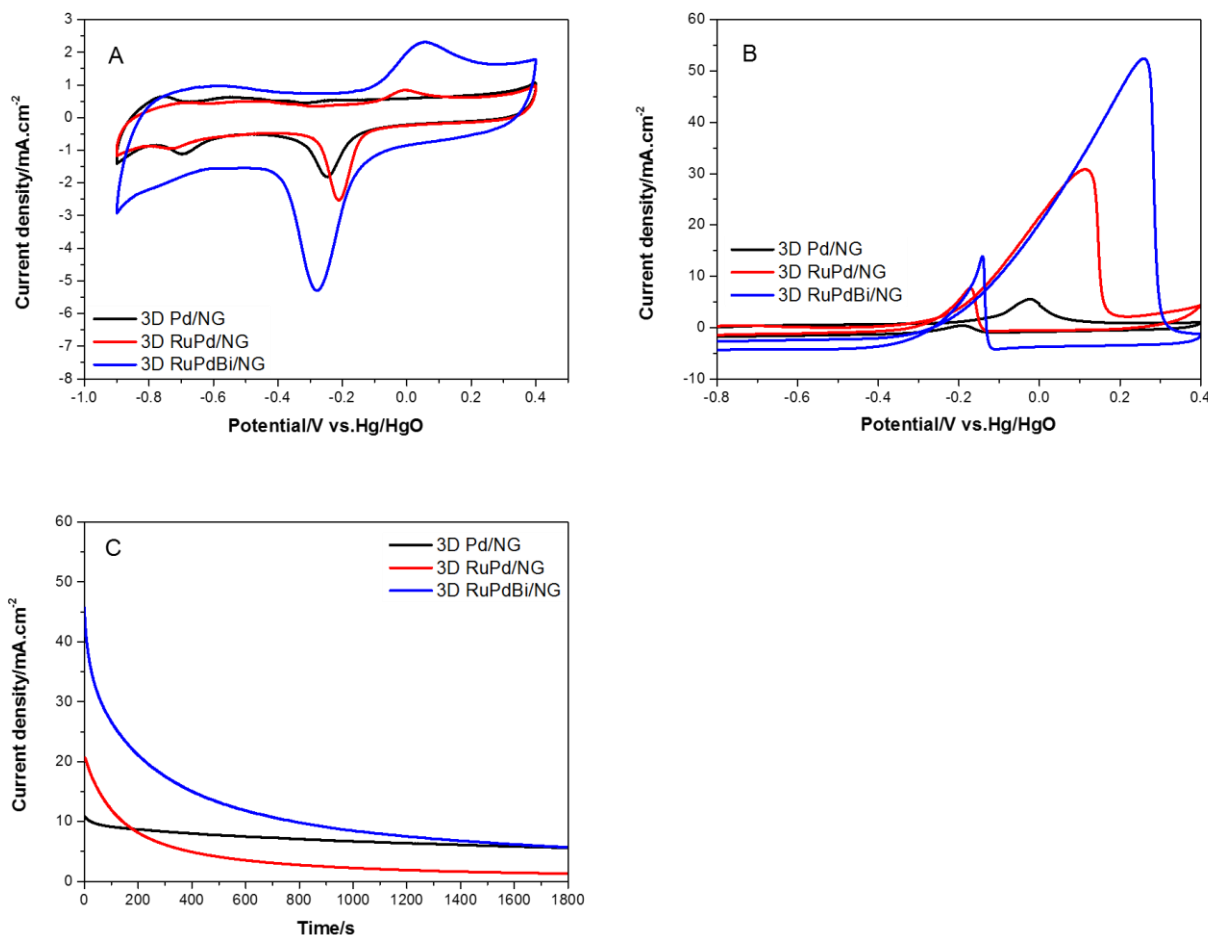 A
Current density/mA.cm-2
3
2
1
0
-1
-2
-3
-4
-5
-6
-7
-8
3D Pd/NG
3D RuPd/NG
3D RuPdBi/NG
-1.0 -0.8 -0.6 -0.4 -0.2 0.0 0.2 0.4
Potential/V vs.Hg/HgO
B
Current density/mA.cm-2
60
50
40
30
20
10
0
-10
3D Pd/NG
3D RuPd/NG
3D RuPdBi/NG
-0.8 -0.6 -0.4 -0.2 0.0 0.2 0.4
Potential/V vs.Hg/HgO
C
Current density/mA.cm-2
60
50
40
30
20
10
0
3D Pd/NG
3D RuPd/NG
3D RuPdBi/NG
0 200 400 600 800 1000 1200 1400 1600 1800
Time/s